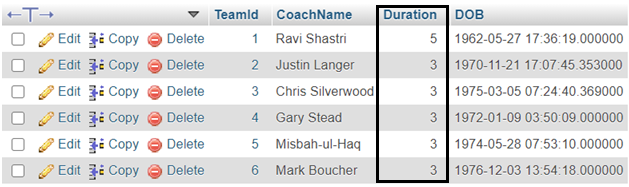 TeamId CoachName Duration DOB
Edit Copy Delete 1 Ravi Shastri 5 1962-05-27 17:36:19.000000
Edit Copy Delete 2 Justin Langer 3 1970-11-21 17:07:45.353000
Edit Copy Delete 3 Chris Silverwood 3 1975-03-05 07:24:40.369000
Edit Copy Delete 4 Gary Stead 3 1972-01-09 03:50:09.000000
Edit Copy Delete 5 Misbah-ul-Haq 3 1974-05-28 07:53:10.000000
Edit Copy Delete 6 Mark Boucher 3 1976-12-03 13:54:18.000000